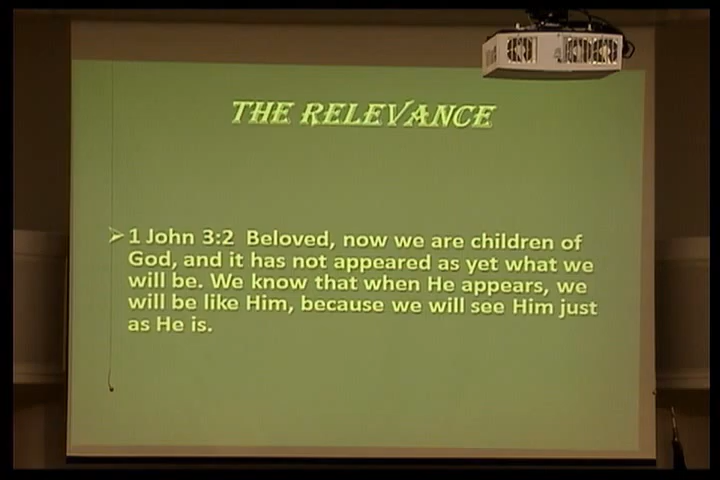 THE RELEVANCE
➢1 John 3:2 Beloved, now we are children of
God, and it has not appeared as yet what we
will be. We know that when He appears, we
will be like Him, because we will see Him just
as He is.